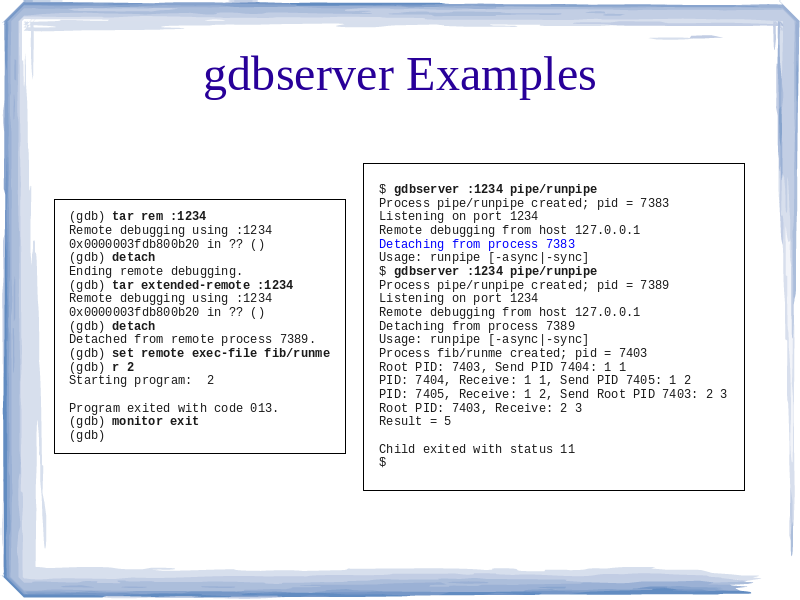 gdbserver Examples
(gdb) tar rem :1234
Remote debugging using :1234
0x0000003fdb800b20 in ?? ()
(gdb) detach
Ending remote debugging.
(gdb) tar extended-remote :1234
Remote debugging using :1234
0x0000003fdb800b20 in ?? ()
(gdb) detach
Detached from remote process 7389.
(gdb) set remote exec-file fib/runme
(gdb) r 2
Starting program:  2

Program exited with code 013.
(gdb) monitor exit
(gdb)
$ gdbserver :1234 pipe/runpipe
Process pipe/runpipe created; pid = 7383
Listening on port 1234
Remote debugging from host 127.0.0.1
Detaching from process 7383
Usage: runpipe [-async|-sync]
$ gdbserver :1234 pipe/runpipe
Process pipe/runpipe created; pid = 7389
Listening on port 1234
Remote debugging from host 127.0.0.1
Detaching from process 7389
Usage: runpipe [-async|-sync]
Process fib/runme created; pid = 7403
Root PID: 7403, Send PID 7404: 1 1
PID: 7404, Receive: 1 1, Send PID 7405: 1 2
PID: 7405, Receive: 1 2, Send Root PID 7403: 2 3
Root PID: 7403, Receive: 2 3
Result = 5

Child exited with status 11
$